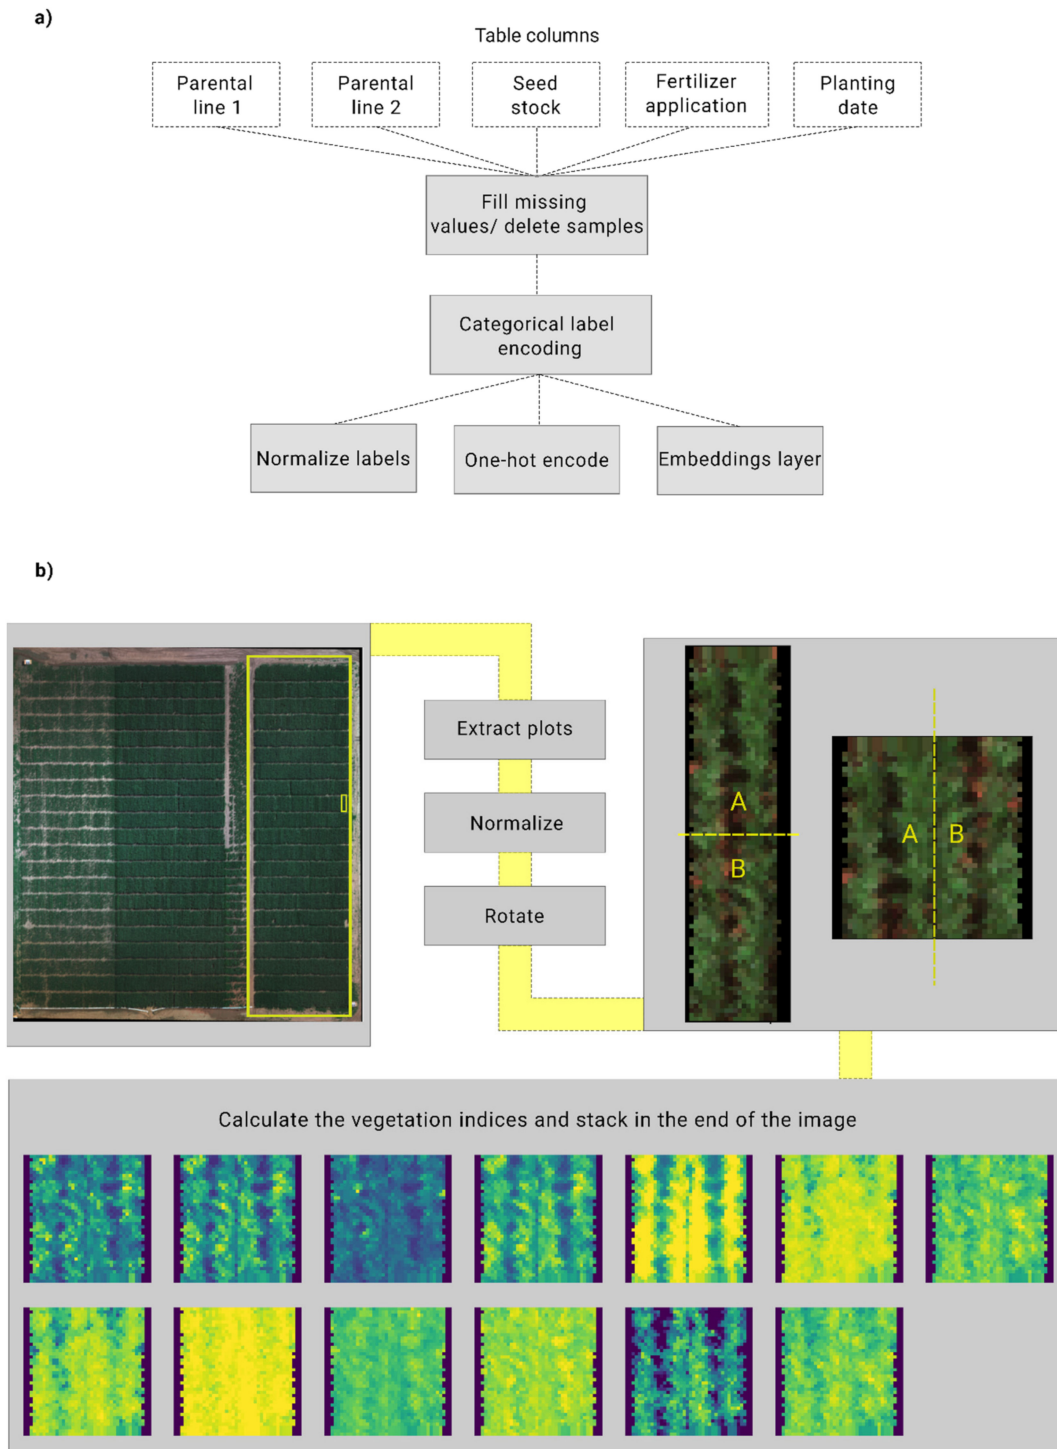 a)
Table columns
Parental
line 1
Parental
line 2
Seed
stock
Fertilizer
application
Planting
date
Fill missing
values/ delete samples
Categorical label
encoding
Normalize labels
One-hot encode
Embeddings layer
b)
Extract plots
Normalize
Rotate
A
B
A
B
Calculate the vegetation indices and stack in the end of the image